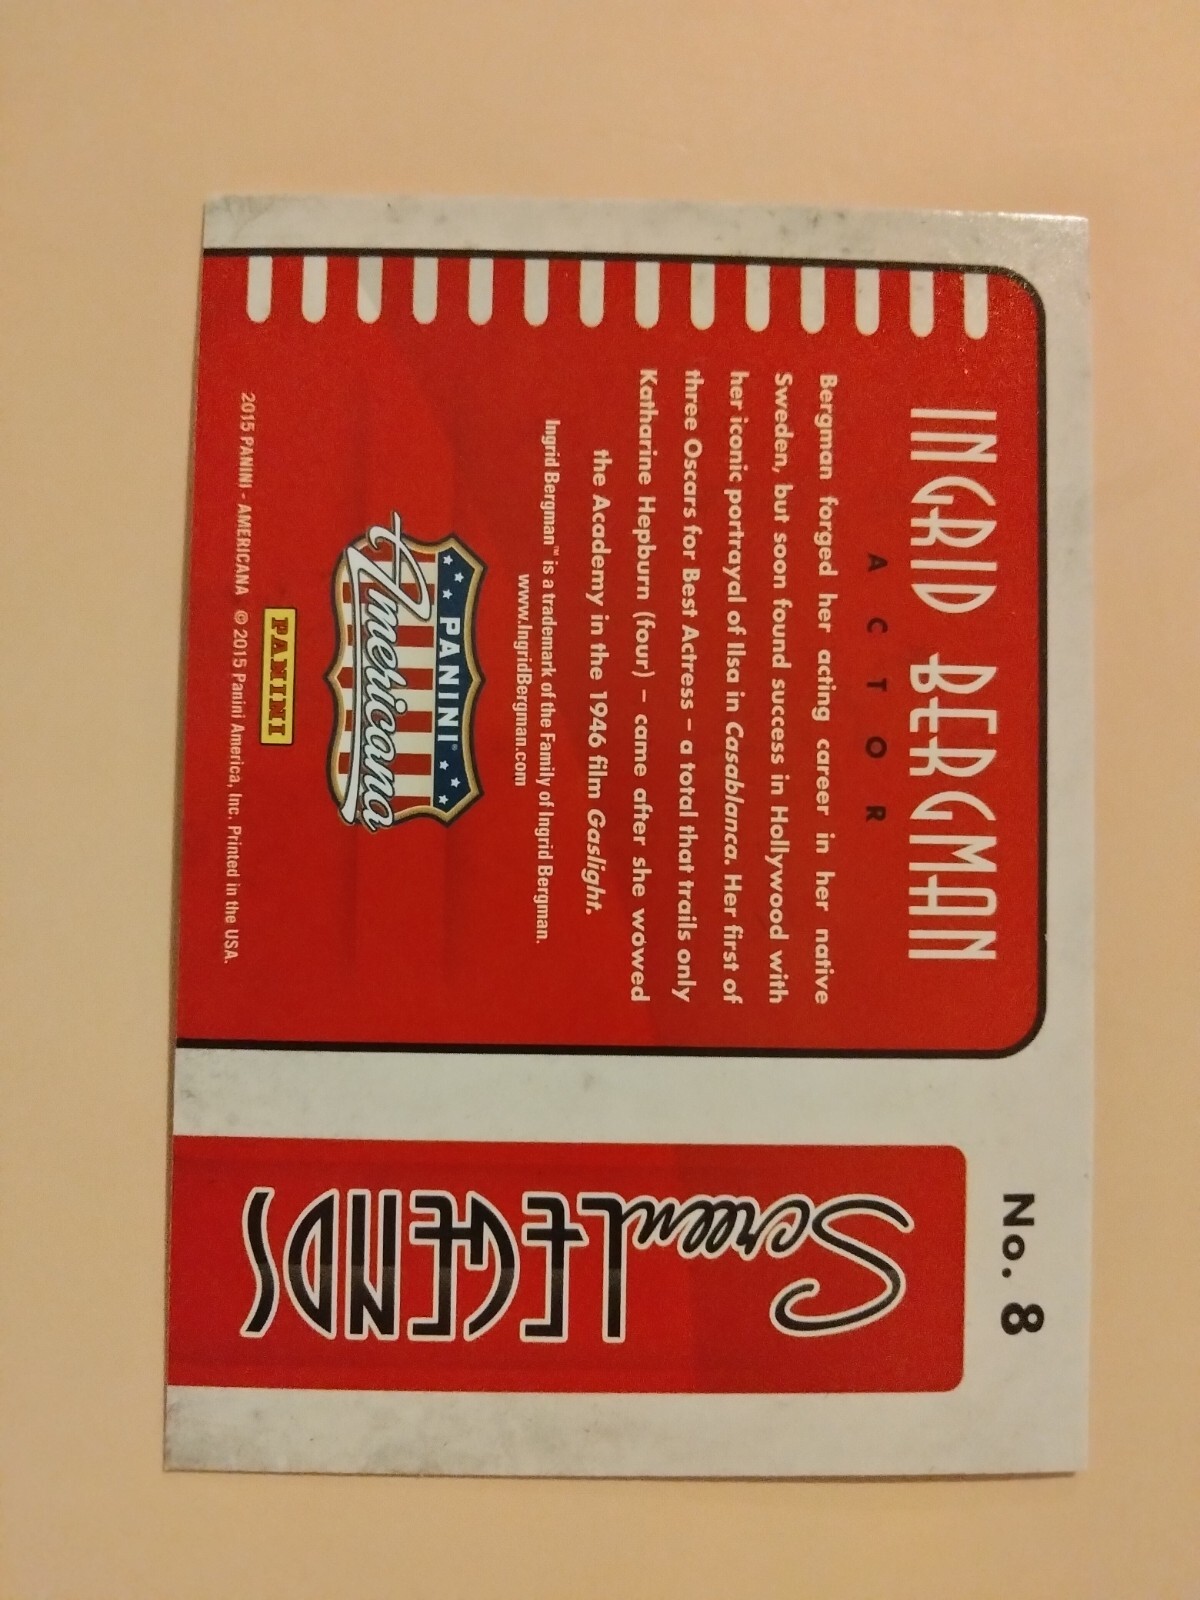 INGRID BERGMAN
ACTOR
Bergman forged her acting career in her native
Sweden, but soon found success in Hollywood with
her iconic portrayal of Ilsa in Casablanca. Her first of
three Oscars for Best Actress – a total that trails only
Katharine Hepburn (four) – came after she wowed
the Academy in the 1946 film Gaslight.
Ingrid Bergman™ is a trademark of the Family of Ingrid Bergman.
www.IngridBergman.com
PANINI®
Americana
PANINI
2015 PANINI - AMERICANA © 2015 Panini America, Inc. Printed in the USA.
No. 8
Screen
LEGENDS